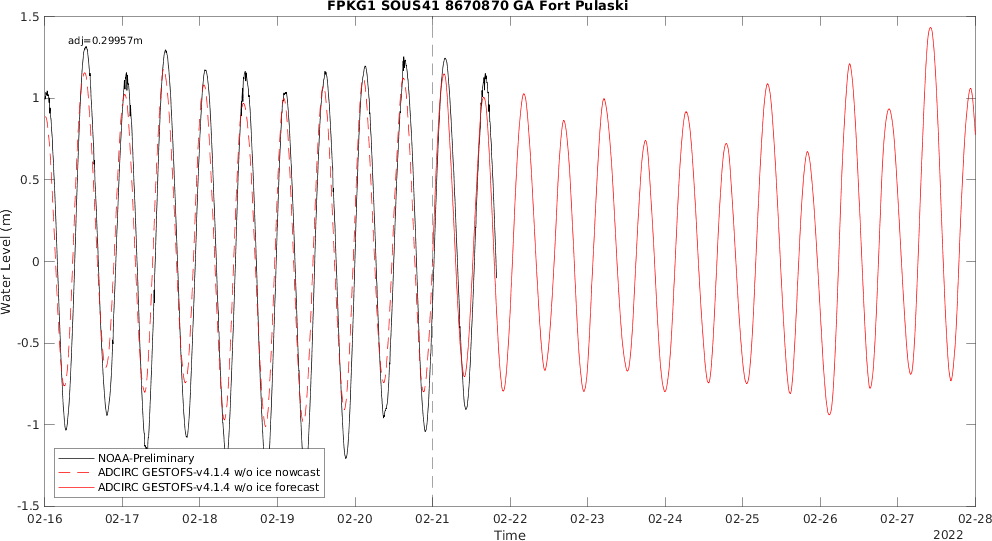 FPKG1 SOUS41 8670870 GA Fort Pulaski
adj=0.29957m
1.5
1
0.5
0
-0.5
-1
-1.5
Water Level (m)
NOAA-Preliminary
ADCIRC GESTOFS-v4.1.4 w/o ice nowcast
ADCIRC GESTOFS-v4.1.4 w/o ice forecast
02-16 02-17 02-18 02-19 02-20 02-21 02-22 02-23 02-24 02-25 02-26 02-27 02-28
Time
2022